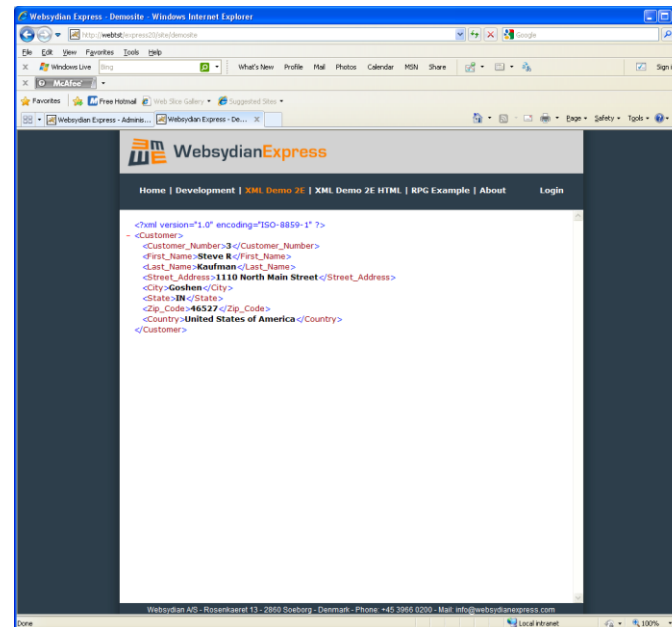 Websydian Express - Demosite - Windows Internet Explorer
http://webtst/express20/site/demosite
Google
File Edit View Favorites Tools Help
X Windows Live Bing What's New Profile Mail Photos Calendar MSN Share Sign
X McAfee
Favorites Free Hotmail Web Slice Gallery Suggested Sites
Websydian Express - Adminis... Websydian Express - De... X Page Safety Tools
WebsydianExpress
Home | Development | XML Demo 2E | XML Demo 2E HTML | RPG Example | About Login
<?xml version="1.0" encoding="ISO-8859-1" ?>
- <Customer>
<Customer_Number>3</Customer_Number>
<First_Name>Steve R</First_Name>
<Last_Name>Kaufman</Last_Name>
<Street_Address>1110 North Main Street</Street_Address>
<City>Goshen</City>
<State>IN</State>
<Zip_Code>46527</Zip_Code>
<Country>United States of America</Country>
</Customer>
Websydian A/S - Rosenkaeret 13 - 2860 Soeborg - Denmark - Phone: +45 3966 0200 - Mail: info@websydianexpress.com
Done Local intranet 100%